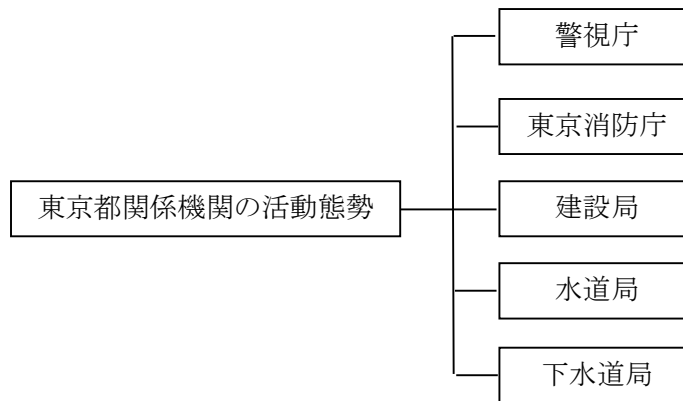 警視庁
東京消防庁
東京都関係機関の活動態勢
建設局
水道局
下水道局